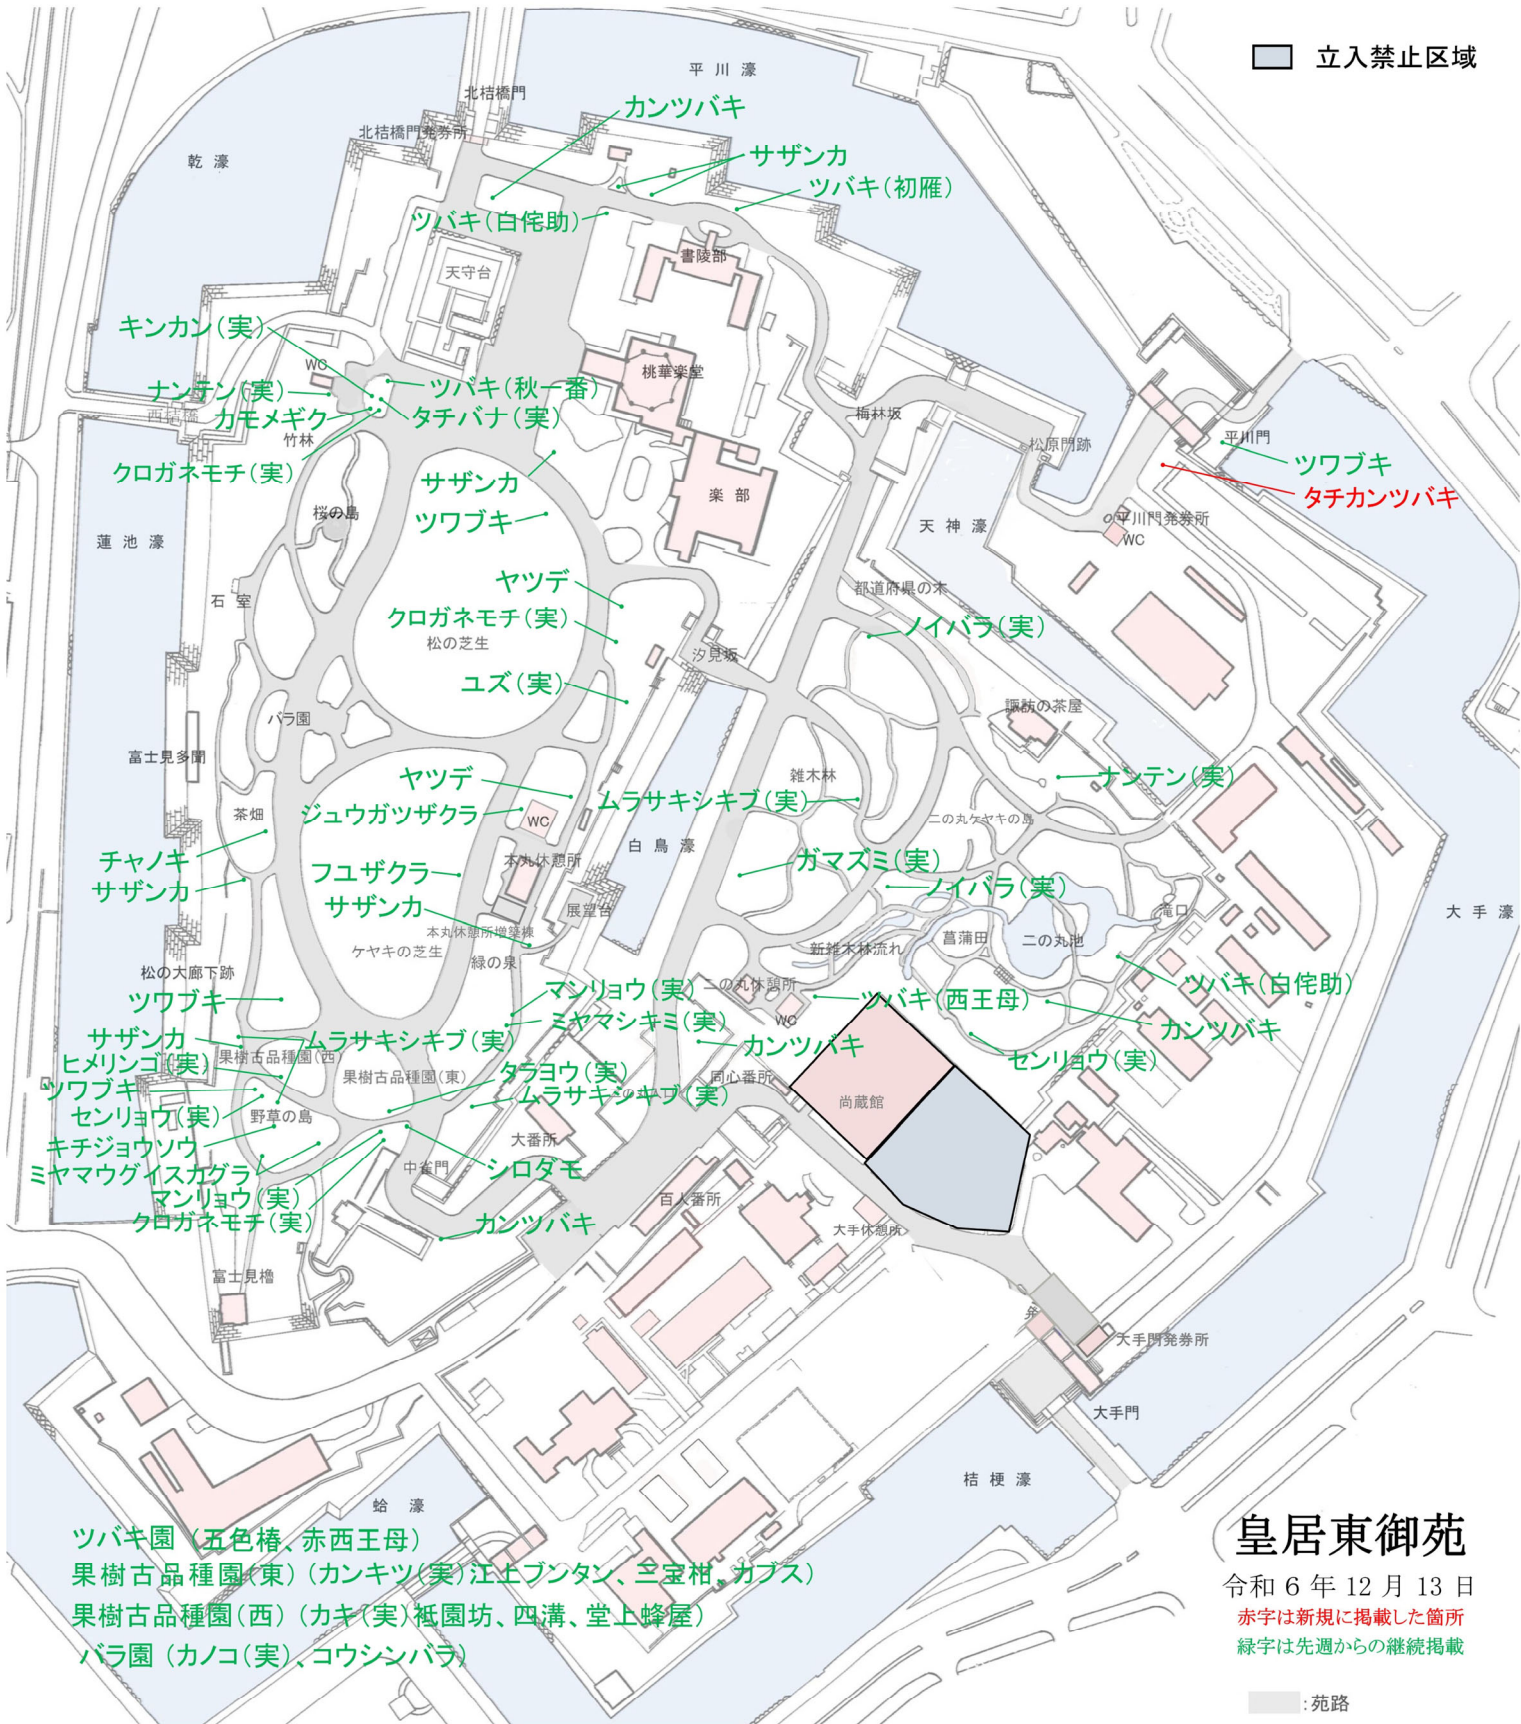 立入禁止区域
平川濠
北桔橋門
カンツバキ
北桔橋門発券所
乾濠
サザンカ
ツバキ(初雁)
ツバキ(白侘助)
書陵部
天守台
キンカン(実)
WC
桃華楽堂
ナンテン(実)
ツバキ(秋一番)
西桔橋
カモメギク
タチバナ(実)
梅林坂
竹林
平川門
松原門跡
ツワブキ
クロガネモチ(実)
サザンカ
タチカンツバキ
楽部
桜の島
ツワブキ
天神濠
平川門発券所
蓮池濠
WC
ヤツデ
都道府県の木
石室
クロガネモチ(実)
ノイバラ(実)
松の芝生
汐見坂
ユズ(実)
諏訪の茶屋
バラ園
富士見多聞
ヤツデ
雑木林
ナンテン(実)
ムラサキシキブ(実)
茶畑
ジュウガツザクラ
WC
二の丸ケヤキの島
白鳥濠
チャノキ
本丸休憩所
ガマズミ(実)
サザンカ
フユザクラ
ノイバラ(実)
サザンカ
展望台
滝口
大手濠
本丸休憩所増築棟
ケヤキの芝生
緑の泉
新雑木林流れ
菖蒲田
二の丸池
松の大廊下跡
ツワブキ
マンリョウ(実)
二の丸休憩所
ツバキ(白侘助)
ツバキ(西王母)
ミヤマシキミ(実)
WC
カンツバキ
サザンカ
ムラサキシキブ(実)
カンツバキ
果樹古品種園(西
センリョウ(実)
ヒメリンゴ(実)
果樹古品種園(東)
タラヨウ(実)
同心番所
ツワブキ
ムラサキシキブ(実)
尚蔵館
センリョウ(実)
野草の島
大番所
キチジョウソウ
ミヤマウグイスカグラ
中雀門
シロダモ
マンリョウ(実)
百人番所
クロガネモチ(実)
カンツバキ
大手休憩所
富士見櫓
発
大手門発券所
大手門
桔梗濠
蛤濠
ツバキ園(五色椿、赤西王母)
果樹古品種園(東)(カンキツ(実)江上ブンタン、三宝柑、カブス)
果樹古品種園(西)(カキ(実)祇園坊、四溝、堂上蜂屋)
バラ園(カノコ(実)、コウシンバラ)
皇居東御苑
令和6年12月13日
赤字は新規に掲載した箇所
緑字は先週からの継続掲載
:苑路